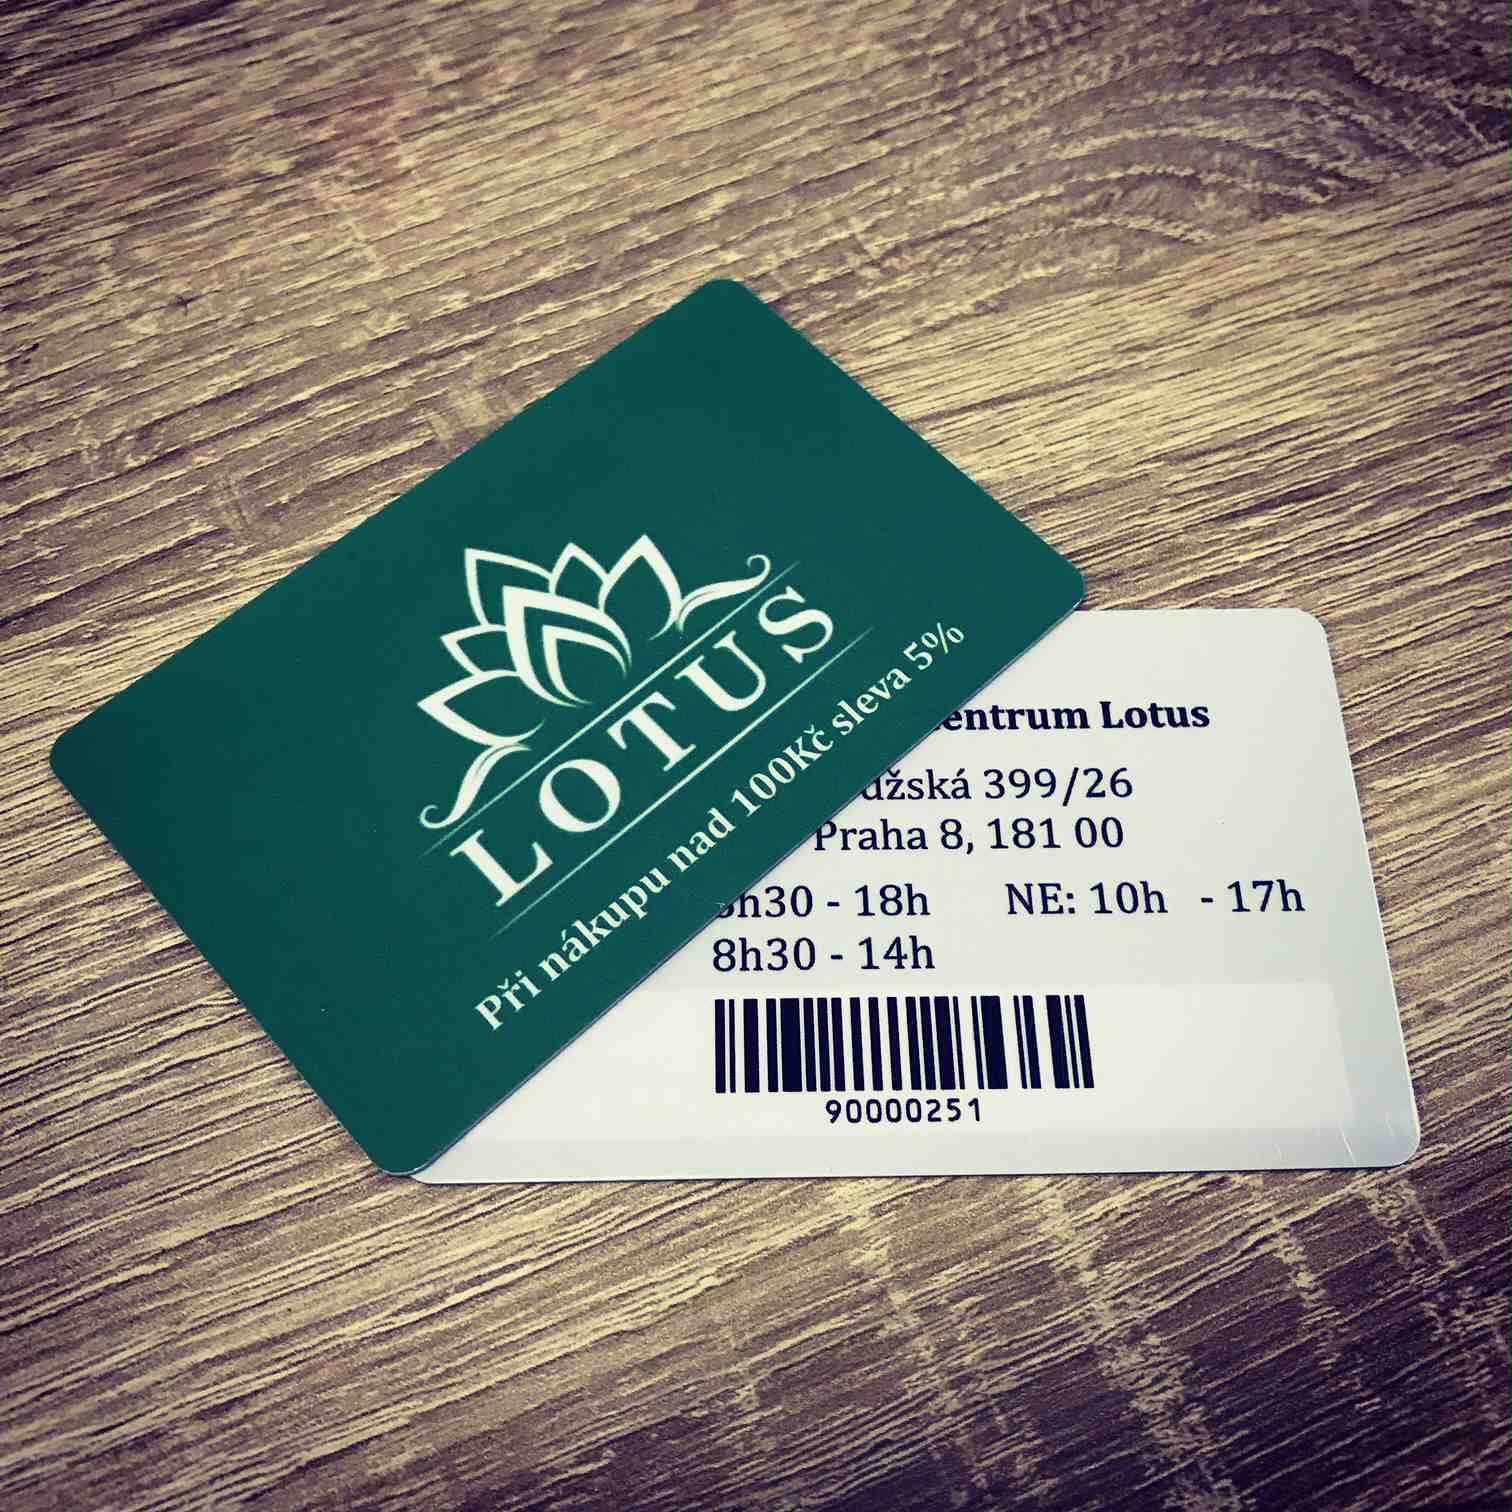 LOTUS
Při nákupu nad 100Kč sleva 5%
entrum Lotus
džská 399/26
Praha 8, 181 00
8h30 - 18h NE: 10h - 17h
8h30 - 14h
90000251